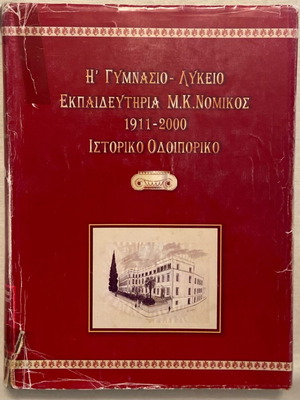 Η' ΓΥΜΝΑΣΙΟ - ΛΥΚΕΙΟ
ΕΚΠΑΙΔΕΥΤΗΡΙΑ Μ.Κ.ΝΟΜΙΚΟΣ
1911-2000
ΙΣΤΟΡΙΚΟ ΟΔΟΙΠΟΡΙΚΟ